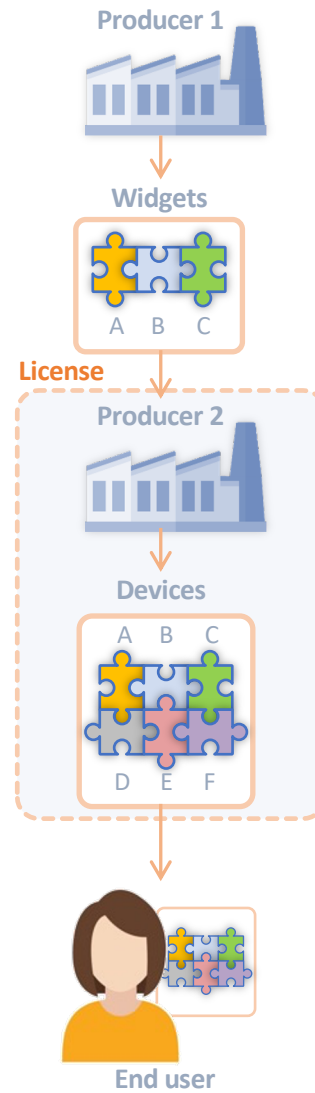 Producer 1
Widgets
A B C
License
Producer 2
Devices
A B C
D E F
End user